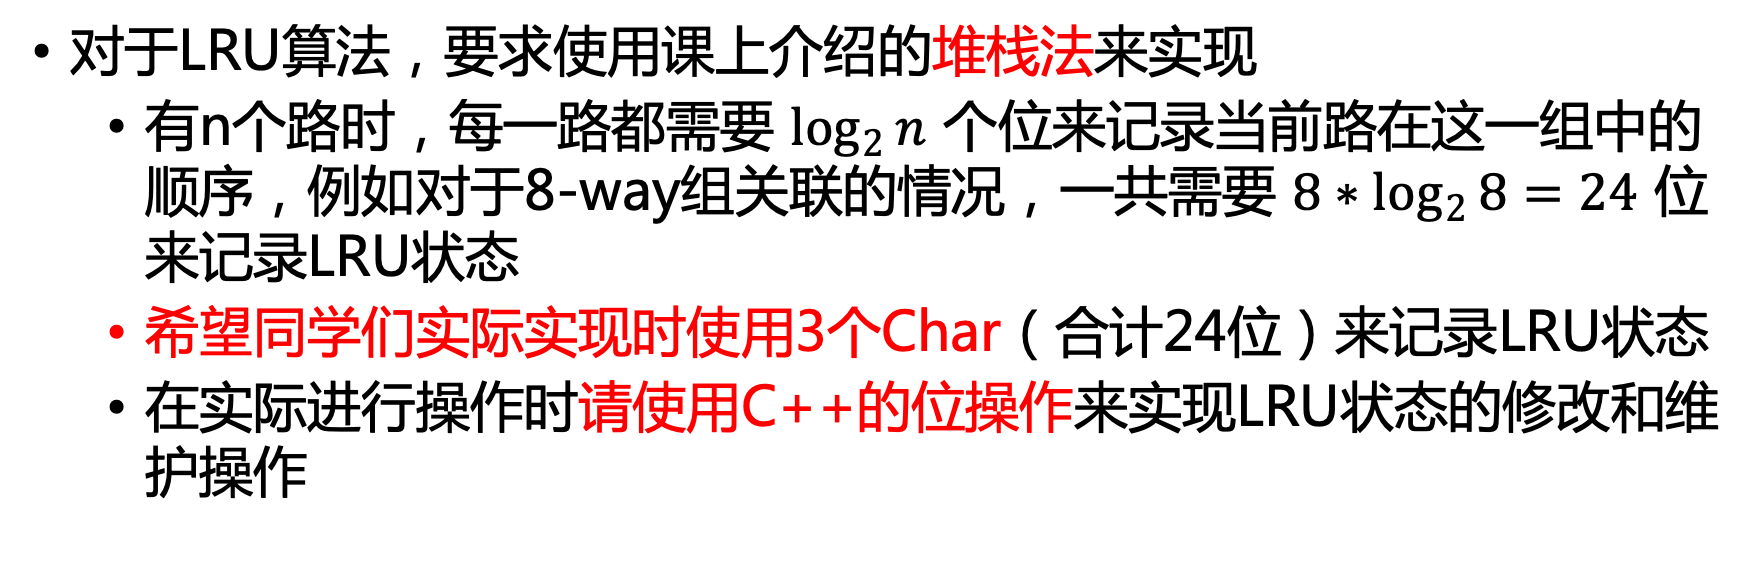 • 对于LRU算法，要求使用课上介绍的堆栈法来实现
• 有n个路时，每一路都需要 log₂ n 个位来记录当前路在这一组中的
顺序，例如对于8-way组关联的情况，一共需要 8 * log₂ 8 = 24 位
来记录LRU状态
• 希望同学们实际实现时使用3个Char（合计24位）来记录LRU状态
• 在实际进行操作时请使用C++的位操作来实现LRU状态的修改和维
护操作